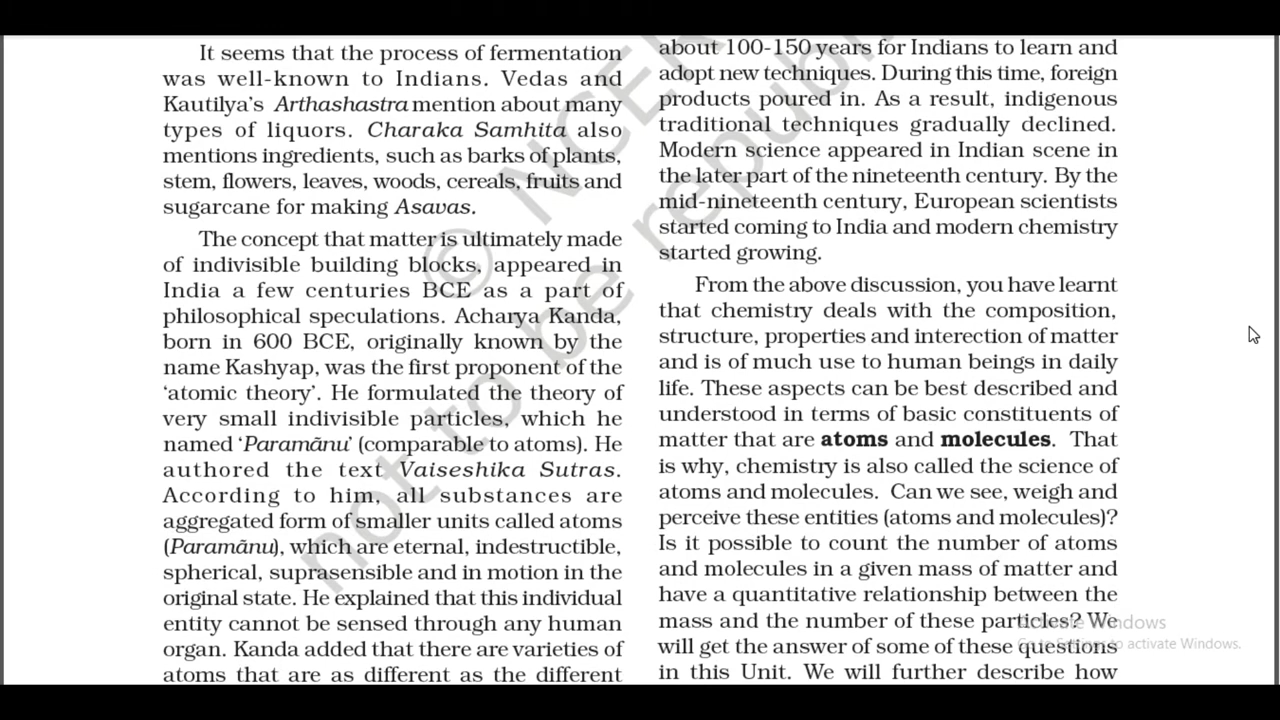 It seems that the process of fermentation
was well-known to Indians. Vedas and
Kautilya's Arthashastra mention about many
types of liquors. Charaka Samhita also
mentions ingredients, such as barks of plants,
stem, flowers, leaves, woods, cereals, fruits and
sugarcane for making Asavas.
The concept that matter is ultimately made
of indivisible building blocks, appeared in
India a few centuries BCE as a part of
philosophical speculations. Acharya Kanda,
born in 600 BCE, originally known by the
name Kashyap, was the first proponent of the
‘atomic theory’. He formulated the theory of
very small indivisible particles, which he
named ‘Paramānu’ (comparable to atoms). He
authored the text Vaiseshika Sutras.
According to him, all substances are
aggregated form of smaller units called atoms
(Paramānu), which are eternal, indestructible,
spherical, suprasensible and in motion in the
original state. He explained that this individual
entity cannot be sensed through any human
organ. Kanda added that there are varieties of
atoms that are as different as the different
about 100-150 years for Indians to learn and
adopt new techniques. During this time, foreign
products poured in. As a result, indigenous
traditional techniques gradually declined.
Modern science appeared in Indian scene in
the later part of the nineteenth century. By the
mid-nineteenth century, European scientists
started coming to India and modern chemistry
started growing.
From the above discussion, you have learnt
that chemistry deals with the composition,
structure, properties and interection of matter
and is of much use to human beings in daily
life. These aspects can be best described and
understood in terms of basic constituents of
matter that are atoms and molecules. That
is why, chemistry is also called the science of
atoms and molecules. Can we see, weigh and
perceive these entities (atoms and molecules)?
Is it possible to count the number of atoms
and molecules in a given mass of matter and
have a quantitative relationship between the
mass and the number of these particles? We
will get the answer of some of these questions
in this Unit. We will further describe how
© NCER
not to be republi
Activate Windows
Go to Settings to activate Windows.